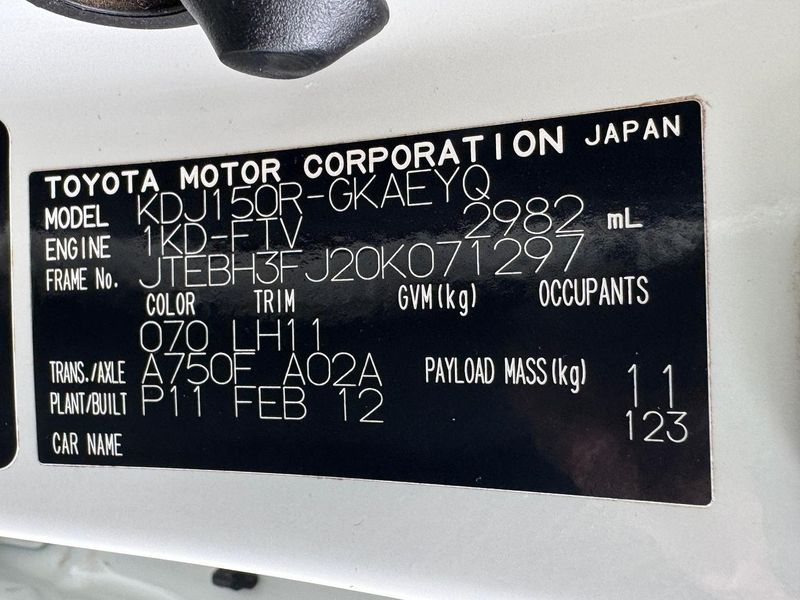 TOYOTA MOTOR CORPORATION JAPAN
MODEL KDJ150R-GKAEYQ
ENGINE 1KD-FTV 2982 mL
FRAME No. JTEBH3FJ20K071297
COLOR TRIM GVM(kg) OCCUPANTS
070 LH11
TRANS./AXLE A750F A02A PAYLOAD MASS(kg) 11
PLANT/BUILT P11 FEB 12 123
CAR NAME